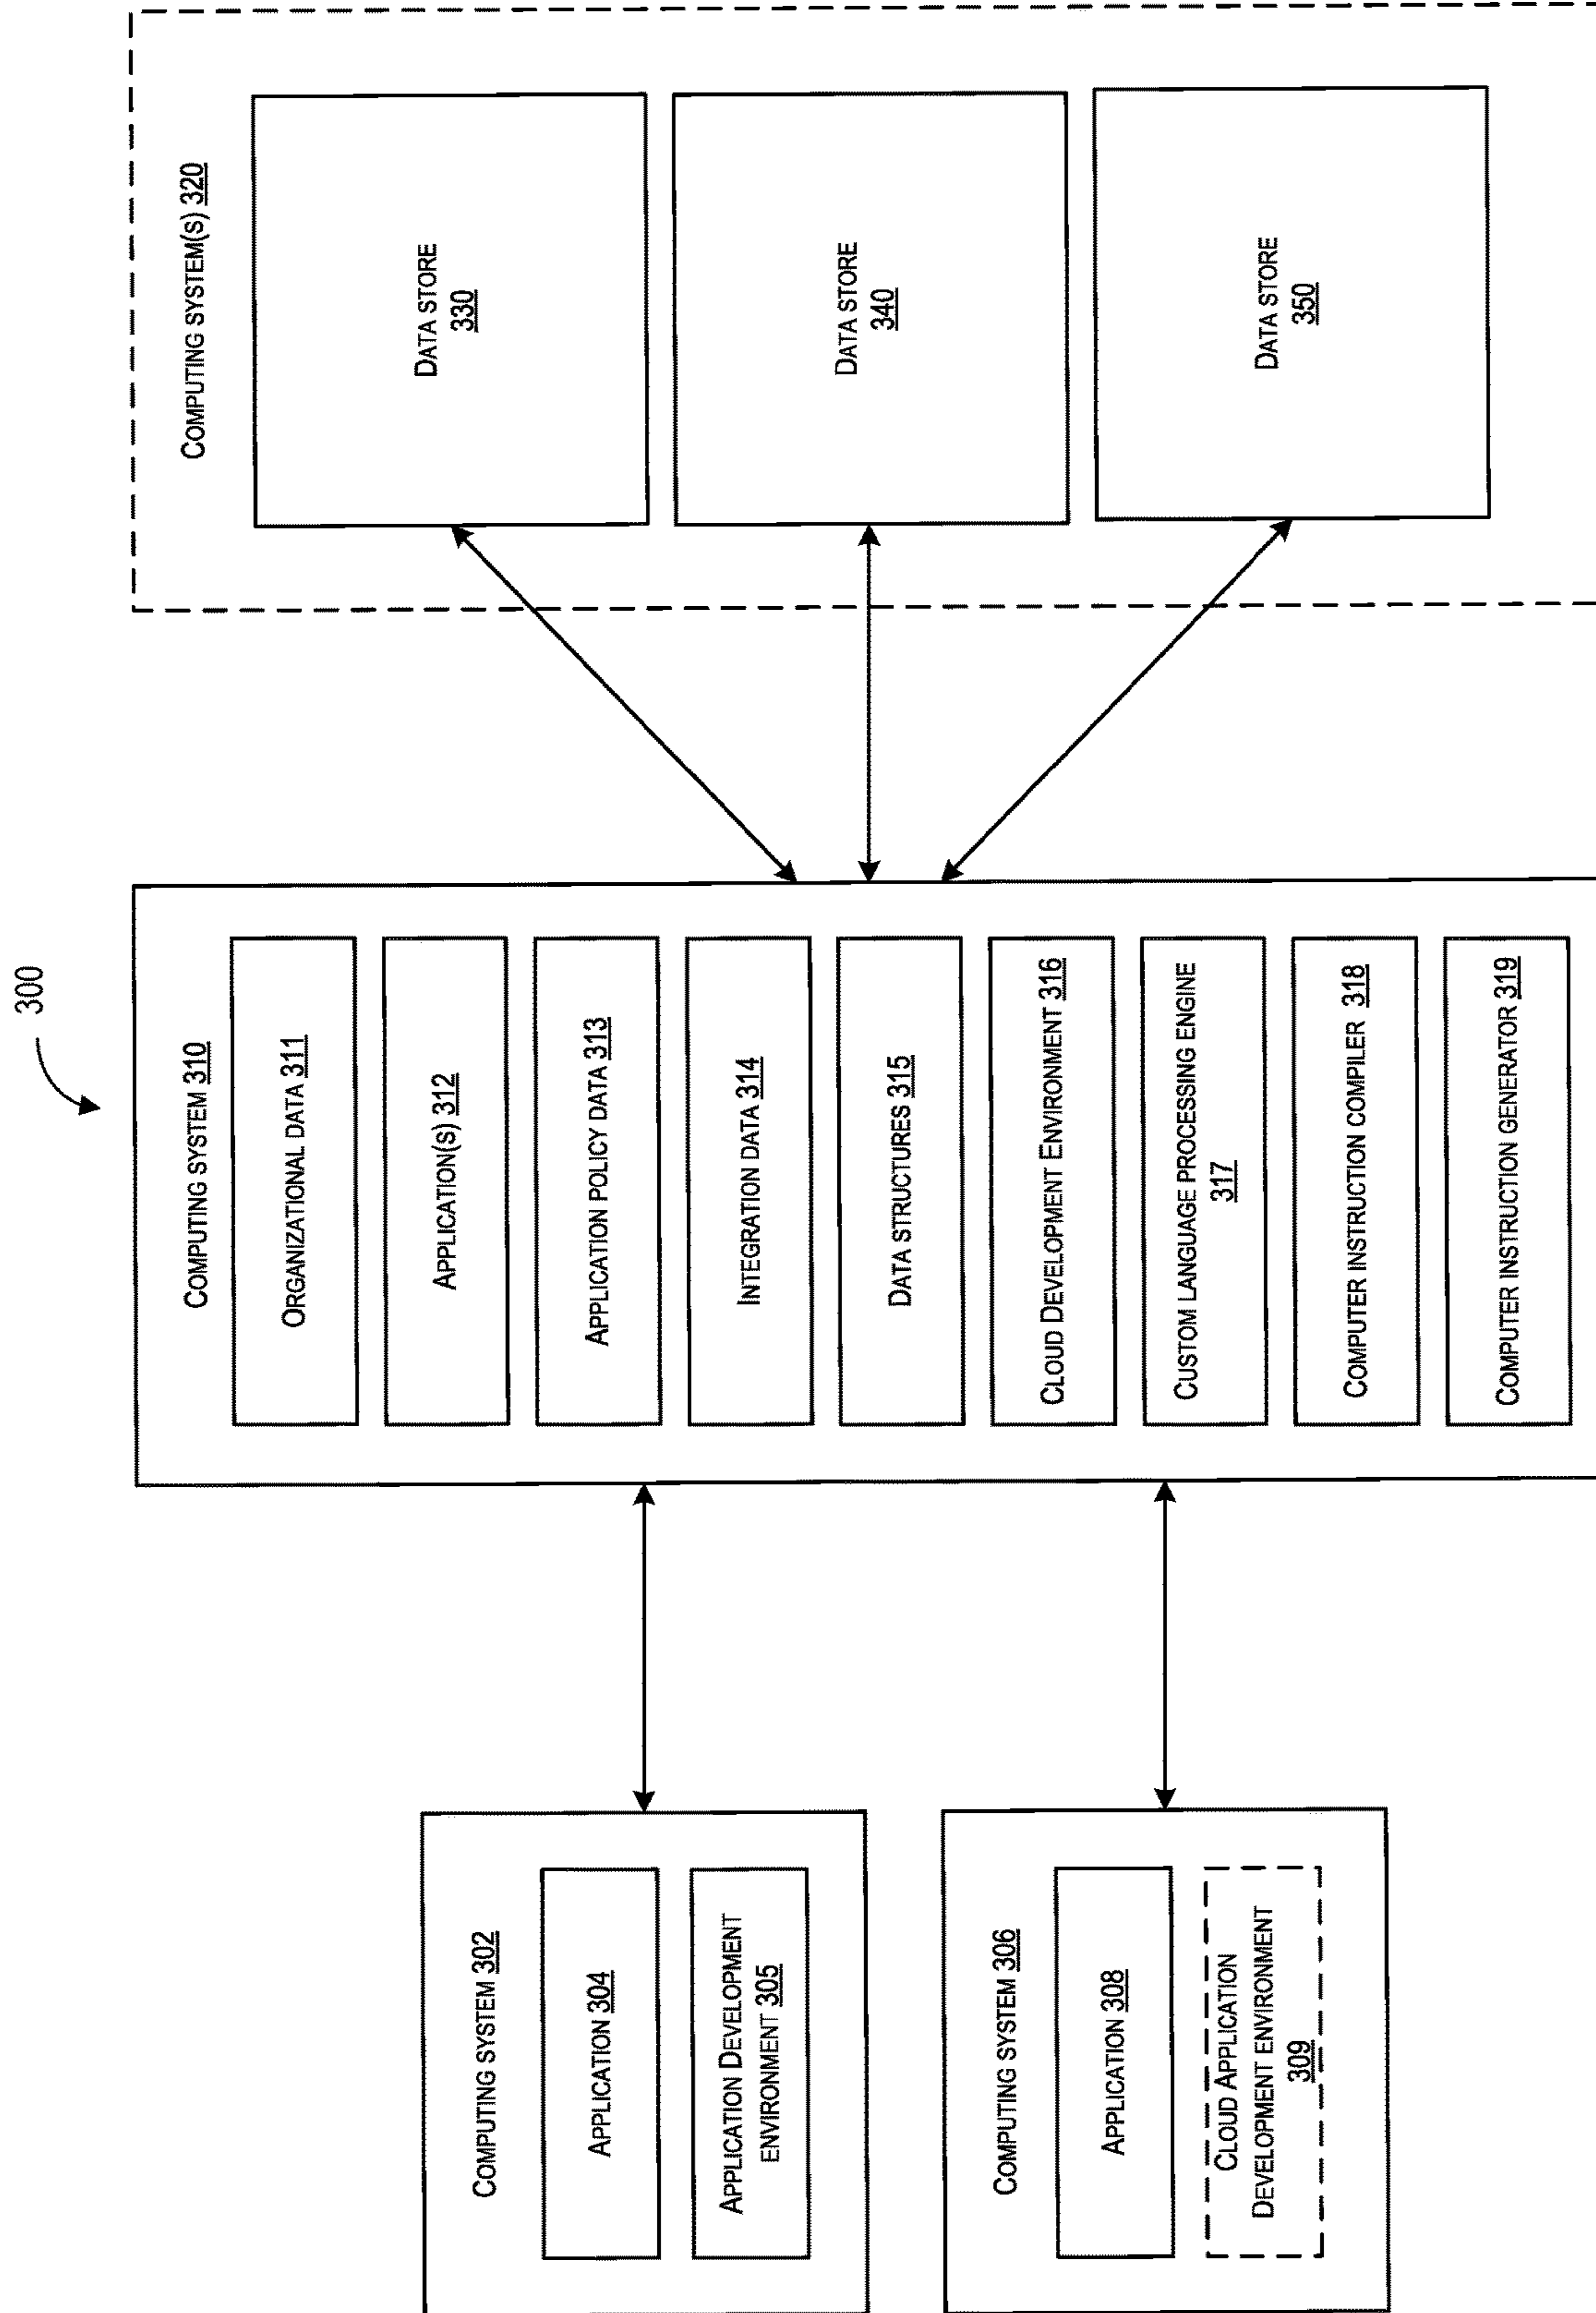 300
COMPUTING SYSTEM 302
APPLICATION 304
APPLICATION DEVELOPMENT
ENVIRONMENT 305
COMPUTING SYSTEM 306
APPLICATION 308
CLOUD APPLICATION
DEVELOPMENT ENVIRONMENT
309
COMPUTING SYSTEM 310
ORGANIZATIONAL DATA 311
APPLICATION(S) 312
APPLICATION POLICY DATA 313
INTEGRATION DATA 314
DATA STRUCTURES 315
CLOUD DEVELOPMENT ENVIRONMENT 316
CUSTOM LANGUAGE PROCESSING ENGINE
317
COMPUTER INSTRUCTION COMPILER 318
COMPUTER INSTRUCTION GENERATOR 319
COMPUTING SYSTEM(S) 320
DATA STORE
330
DATA STORE
340
DATA STORE
350